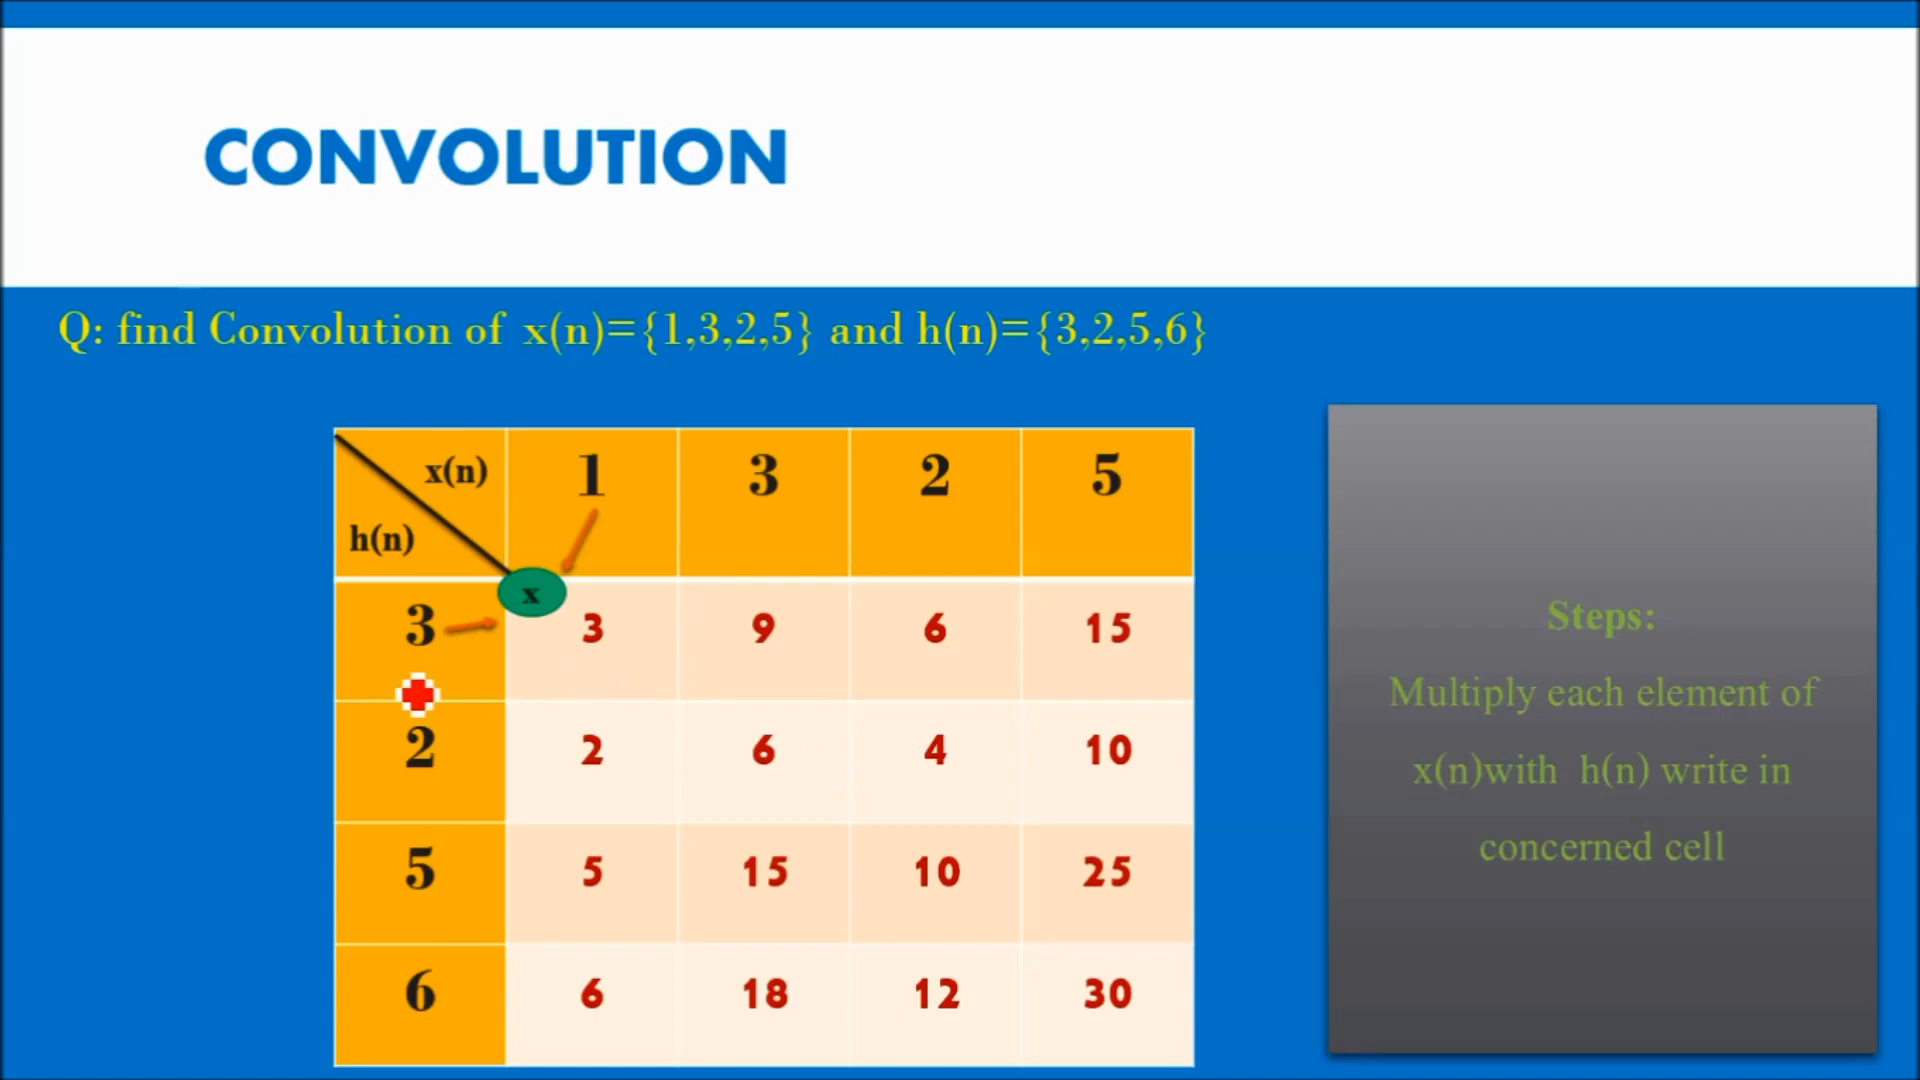 CONVOLUTION
Q: find Convolution of x(n)={1,3,2,5} and h(n)={3,2,5,6}
x(n) 1 3 2 5
h(n)
x
3 3 9 6 15
2 2 6 4 10
5 5 15 10 25
6 6 18 12 30
Steps:
Multiply each element of
x(n)with h(n) write in
concerned cell